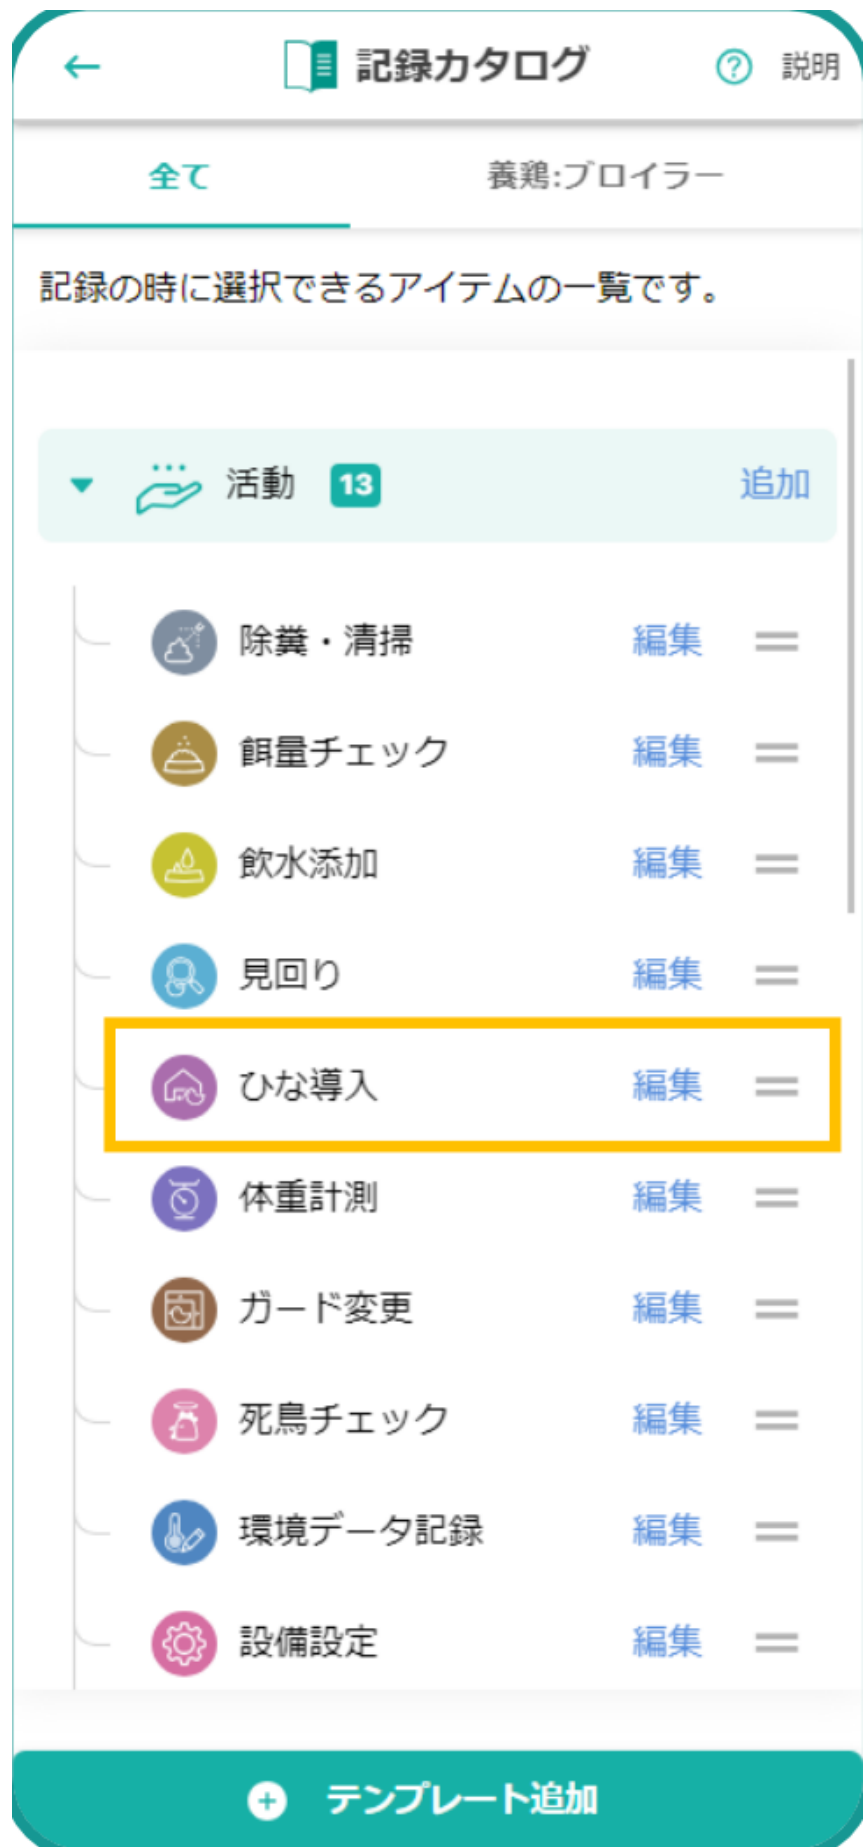 記録カタログ ? 説明
全て 養鶏:ブロイラー
記録の時に選択できるアイテムの一覧です。
活動 13 追加
除糞・清掃 編集
餌量チェック 編集
飲水添加 編集
見回り 編集
ひな導入 編集
体重計測 編集
ガード変更 編集
死鳥チェック 編集
環境データ記録 編集
設備設定 編集
テンプレート追加